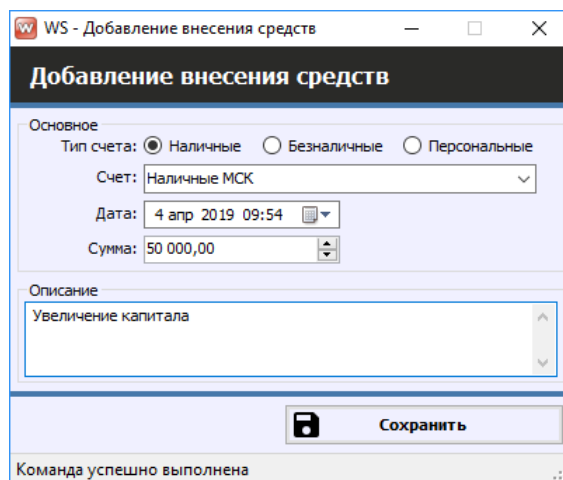 WS - Добавление внесения средств
Добавление внесения средств
Основное
Тип счета: Наличные Безналичные Персональные
Счет: Наличные МСК
Дата: 4 апр 2019 09:54
Сумма: 50 000,00
Описание
Увеличение капитала
Сохранить
Команда успешно выполнена